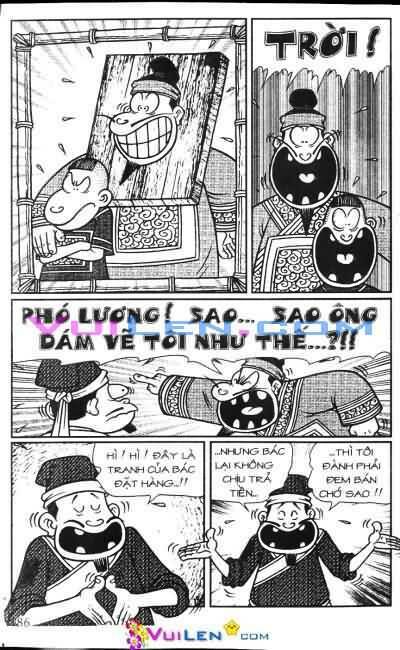 TRỜI!
PHÓ LƯƠNG! SAO... SAO ÔNG
DÁM VẼ TÔI NHƯ THẾ...?!!
VUILEN.COM
HÌ! HÌ! ĐÂY LÀ
TRANH CỦA BÁC
ĐẶT HÀNG..!!
..NHƯNG BÁC
LẠI KHÔNG
CHỊU TRẢ
TIỀN..
..THÌ TÔI
ĐÀNH PHẢI
ĐEM BÁN
CHỚ SAO!!
86
VUILEN.COM